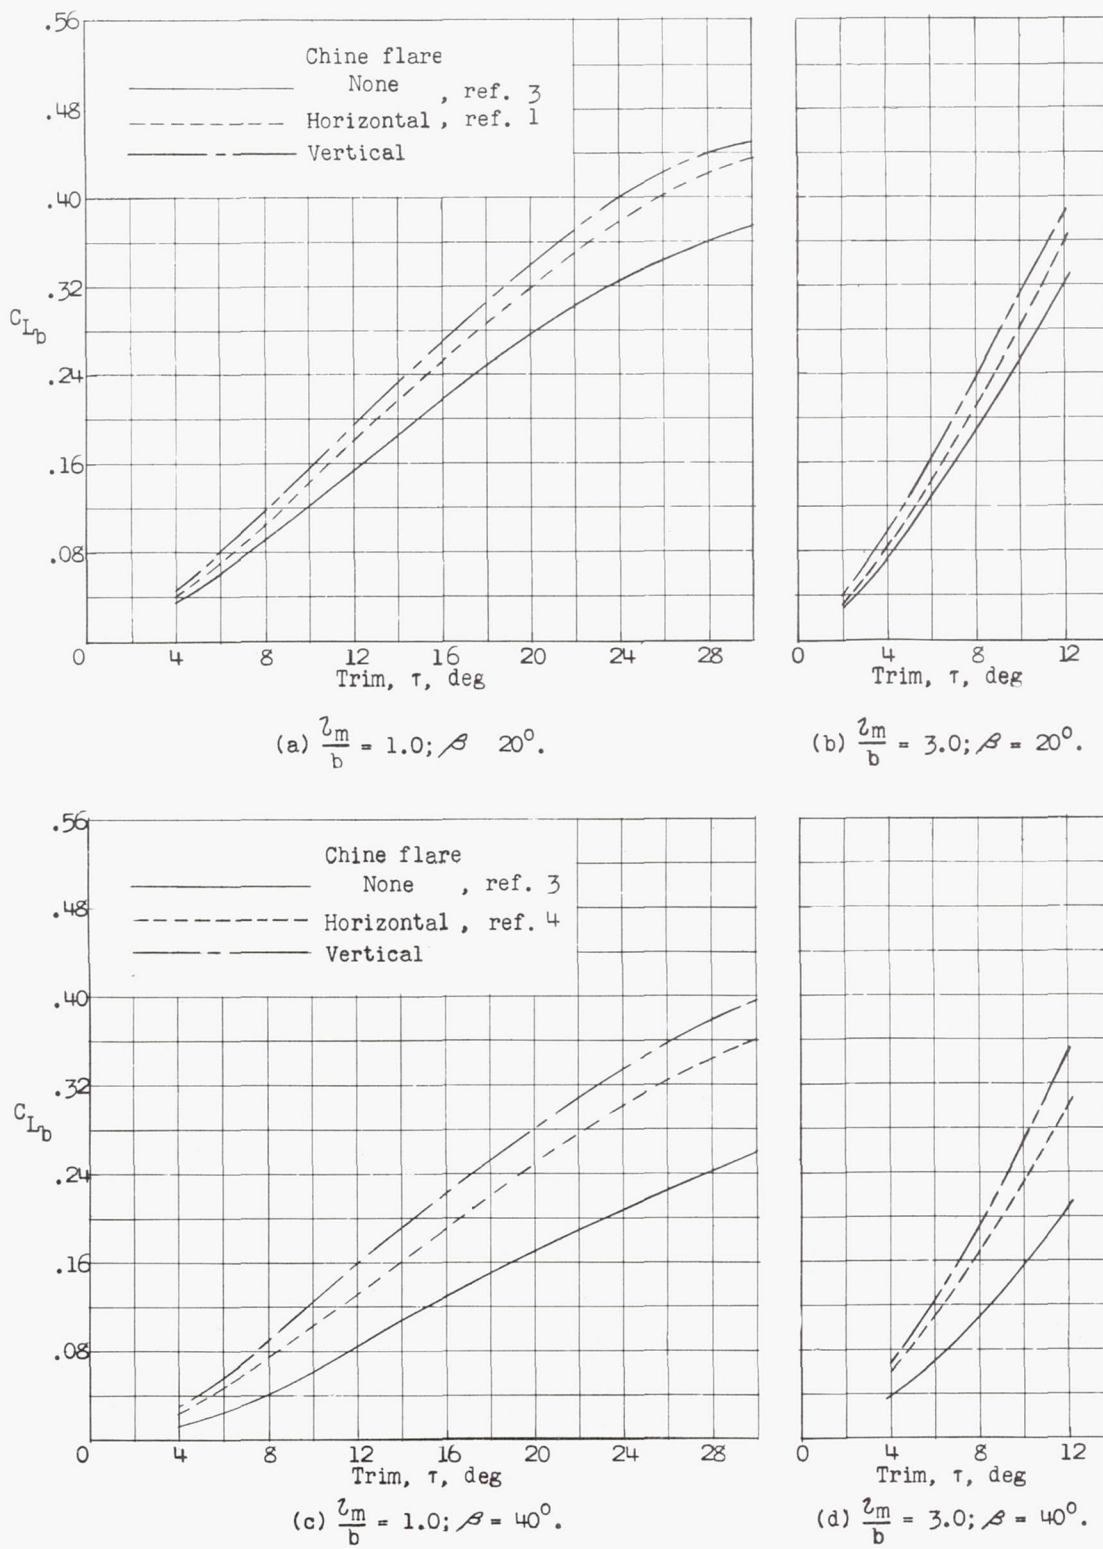 .56
Chine flare
None , ref. 3
.48
Horizontal , ref. 1
Vertical
.40
.32
C_{L_b}
.24
.16
.08
0 4 8 12 16 20 24 28
Trim, τ, deg
0 4 8 12
Trim, τ, deg
(a) l_m/b = 1.0; β 20°.
(b) l_m/b = 3.0; β = 20°.
.56
Chine flare
None , ref. 3
.48
Horizontal , ref. 4
Vertical
.40
.32
C_{L_b}
.24
.16
.08
0 4 8 12 16 20 24 28
Trim, τ, deg
4 8 12
Trim, τ, deg
(c) l_m/b = 1.0; β = 40°.
(d) l_m/b = 3.0; β = 40°.